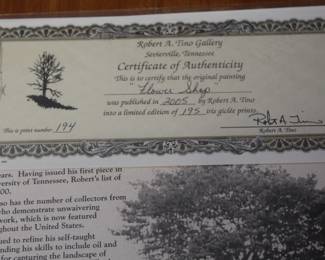 Robert A. Tino Gallery
Sevierville, Tennessee
Certificate of Authenticity
This is to certify that the original painting
"Flower Shop"
was published in 2005 by Robert A. Tino
into a limited edition of 195 iris giclée prints.
This is print number 194
Robert A. Tino
ears. Having issued his first piece in
versity of Tennessee, Robert's list of
00.
so has the number of collectors from
who demonstrate unwaivering
work, which is now featured
ghout the United States.
ued to refine his self-taught
nding his skills to include oil and
for capturing the landscape of